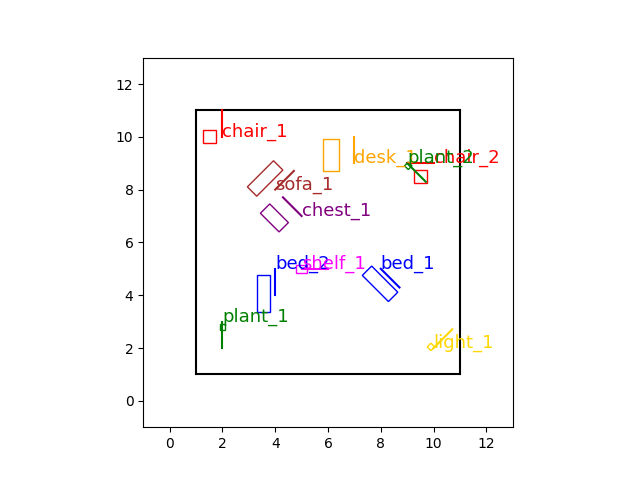 12
10
8
6
4
2
0
chair_1
desk_1
plant_2
chair_2
sofa_1
chest_1
bed_2
shelf_1
bed_1
plant_1
light_1
0 2 4 6 8 10 12